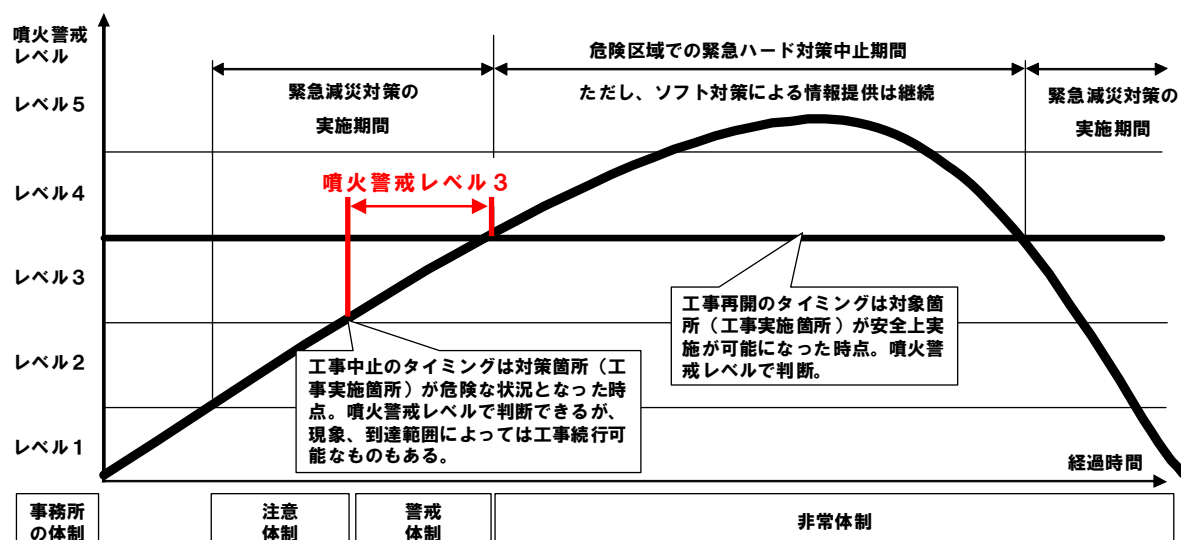 噴火警戒
レベル
レベル5
レベル4
レベル3
レベル2
レベル1
緊急減災対策の
実施期間
危険区域での緊急ハード対策中止期間
ただし、ソフト対策による情報提供は継続
緊急減災対策の
実施期間
噴火警戒レベル3
工事再開のタイミングは対象箇
所（工事実施箇所）が安全上実
施が可能になった時点。噴火警
戒レベルで判断。
工事中止のタイミングは対策箇所（工
事実施箇所）が危険な状況となった時
点。噴火警戒レベルで判断できるが、
現象、到達範囲によっては工事続行可
能なものもある。
経過時間
事務所
の体制
注意
体制
警戒
体制
非常体制